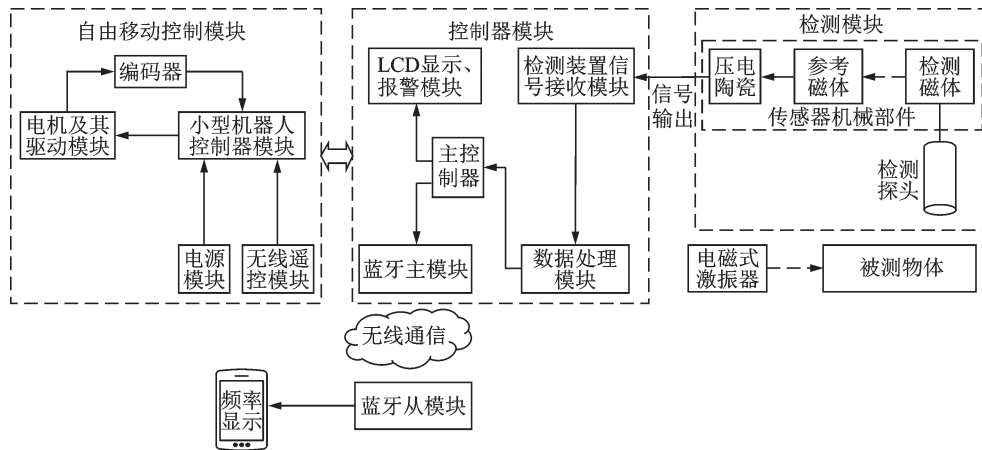 自由移动控制模块
编码器
电机及其
驱动模块
小型机器人
控制器模块
电源
模块
无线遥
控模块
控制器模块
LCD显示、
报警模块
检测装置信
号接收模块
主控
制器
蓝牙主模块
数据处理
模块
信号
输出
检测模块
压电
陶瓷
参考
磁体
检测
磁体
传感器机械部件
检测
探头
电磁式
激振器
被测物体
无线通信
频率
显示
蓝牙从模块